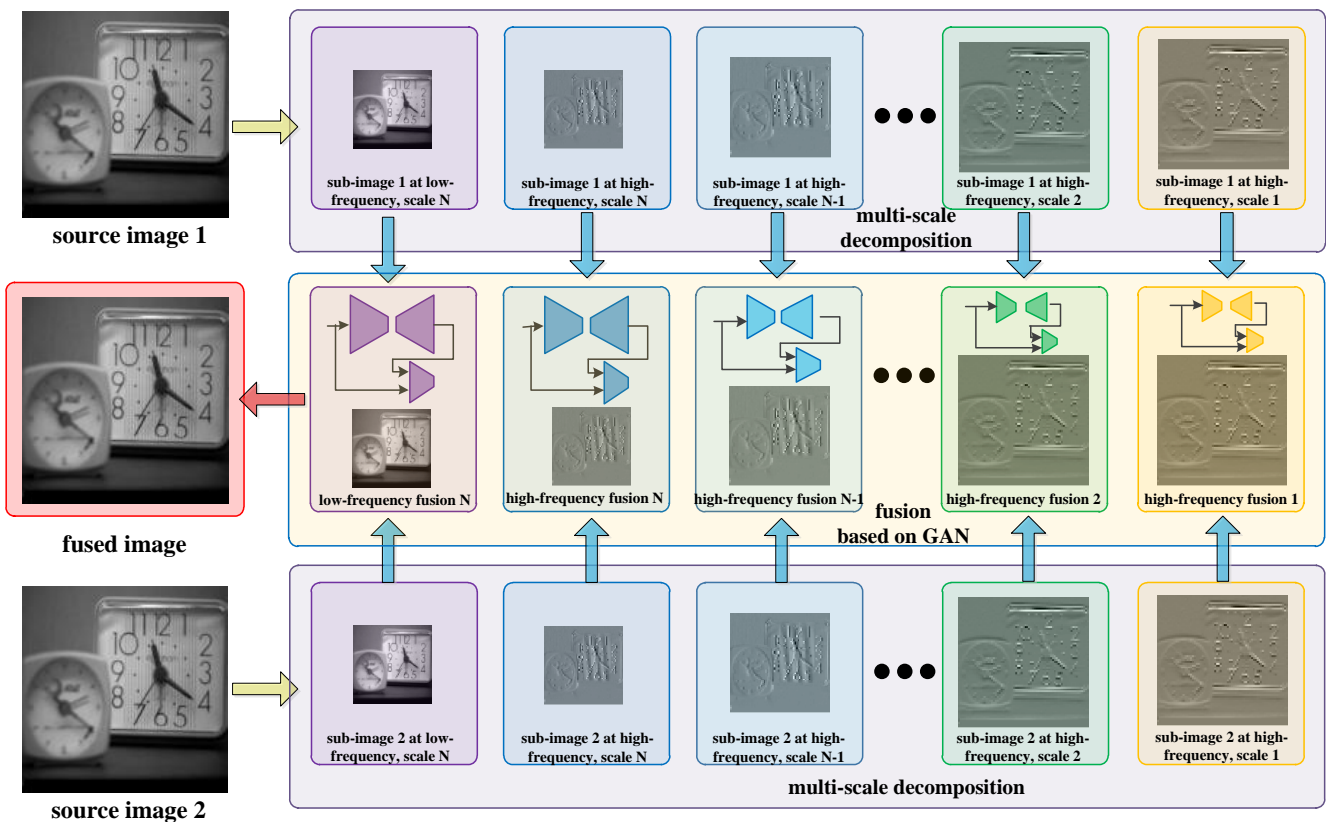 source image 1
sub-image 1 at low-
frequency, scale N
sub-image 1 at high-
frequency, scale N
sub-image 1 at high-
frequency, scale N-1
sub-image 1 at high-
frequency, scale 2
sub-image 1 at high-
frequency, scale 1
multi-scale
decomposition
low-frequency fusion N
high-frequency fusion N
high-frequency fusion N-1
high-frequency fusion 2
high-frequency fusion 1
fusion
based on GAN
fused image
sub-image 2 at low-
frequency, scale N
sub-image 2 at high-
frequency, scale N
sub-image 2 at high-
frequency, scale N-1
sub-image 2 at high-
frequency, scale 2
sub-image 2 at high-
frequency, scale 1
multi-scale decomposition
source image 2